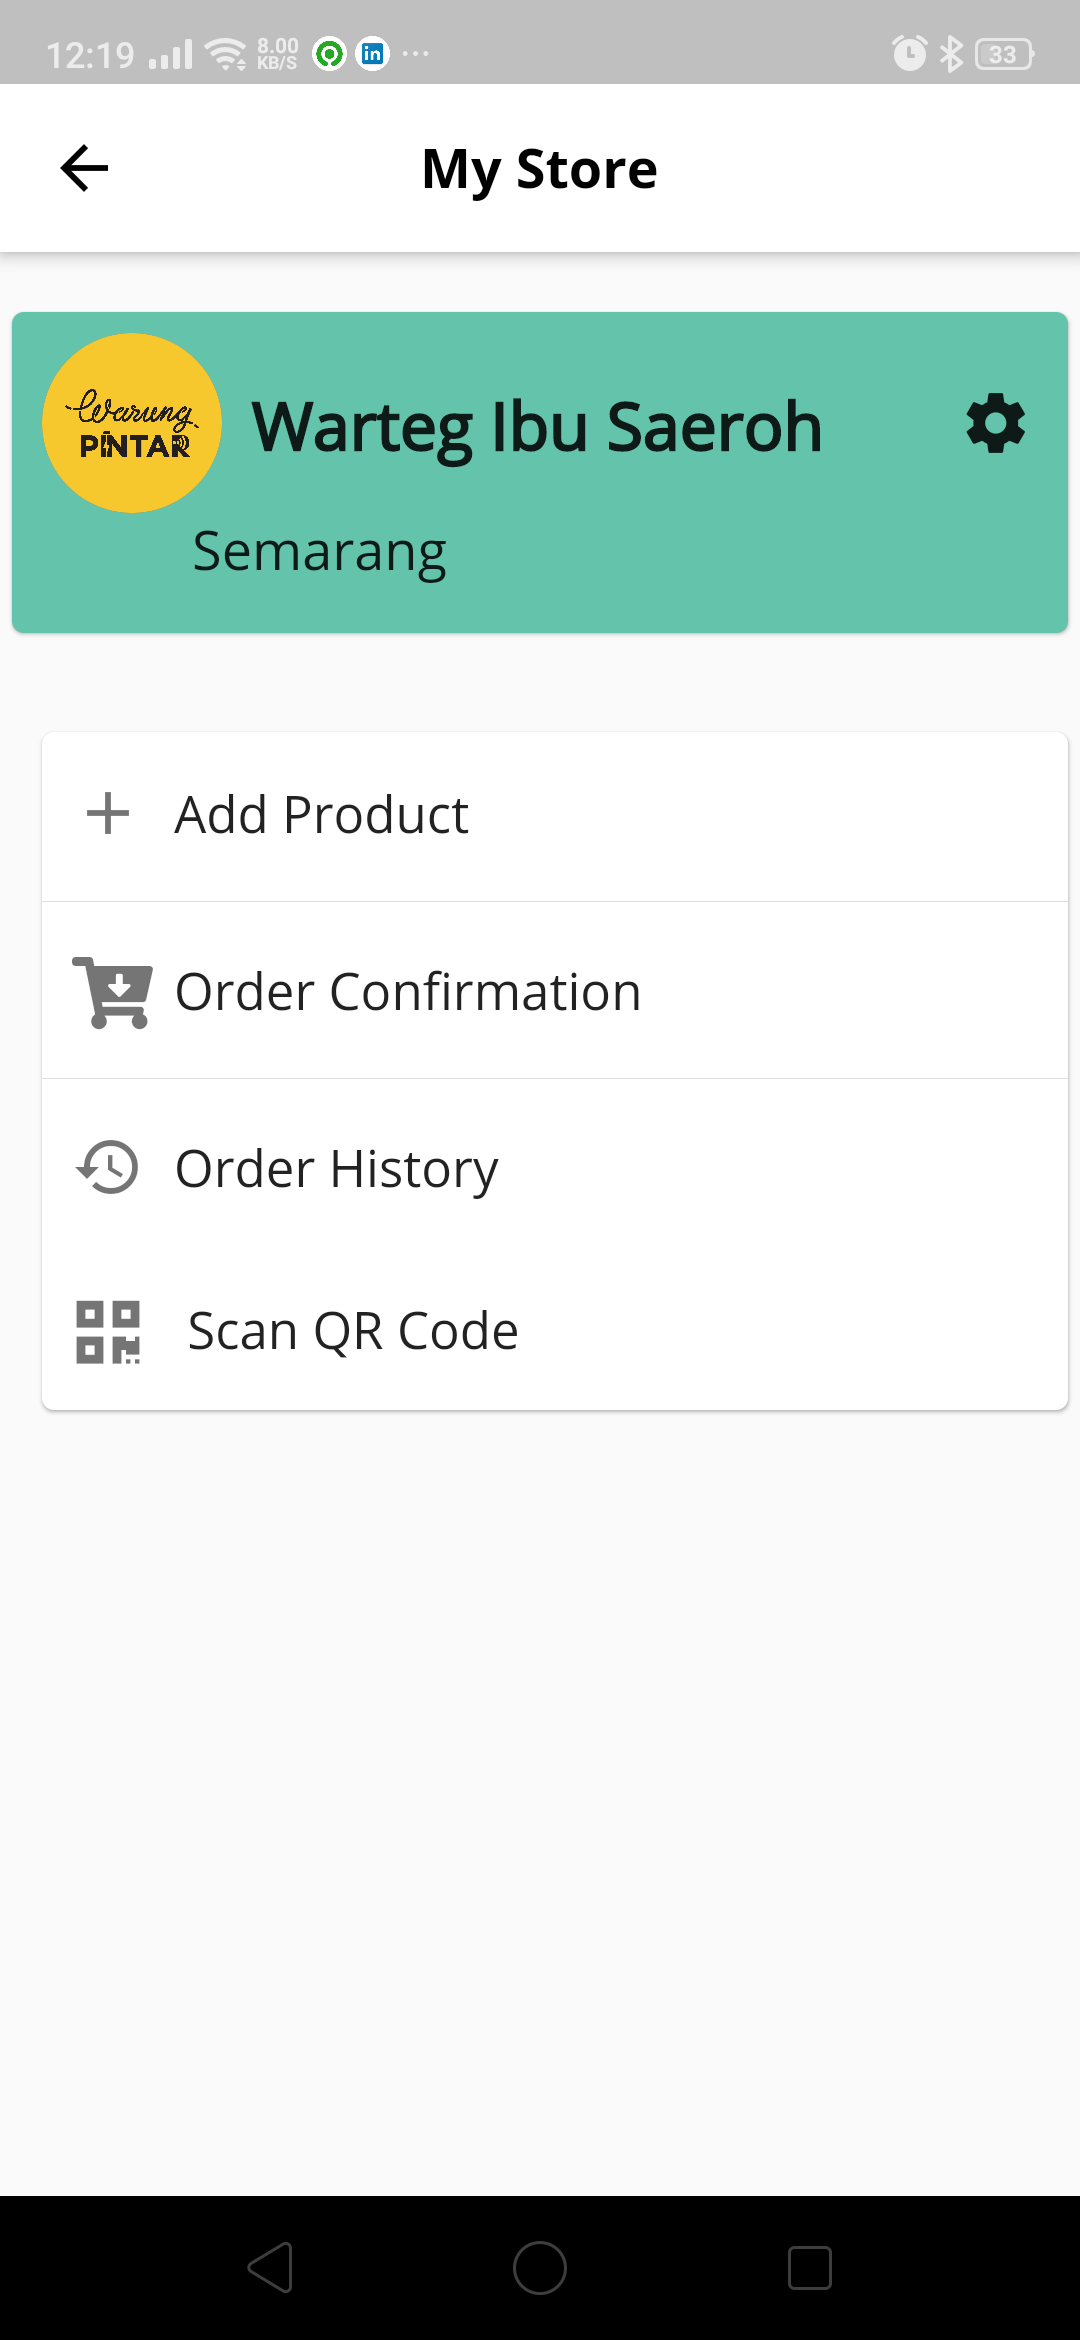 12:19 8.00 KB/S in 33
My Store
Warung
PINTAR
Warteg Ibu Saeroh
Semarang
Add Product
Order Confirmation
Order History
Scan QR Code